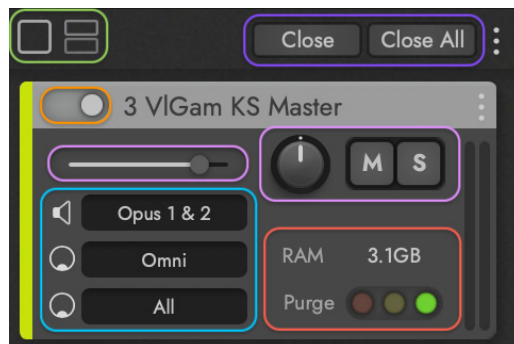 Close Close All
3 VlGam KS Master
M S
Opus 1 & 2
Omni
RAM 3.1GB
All
Purge